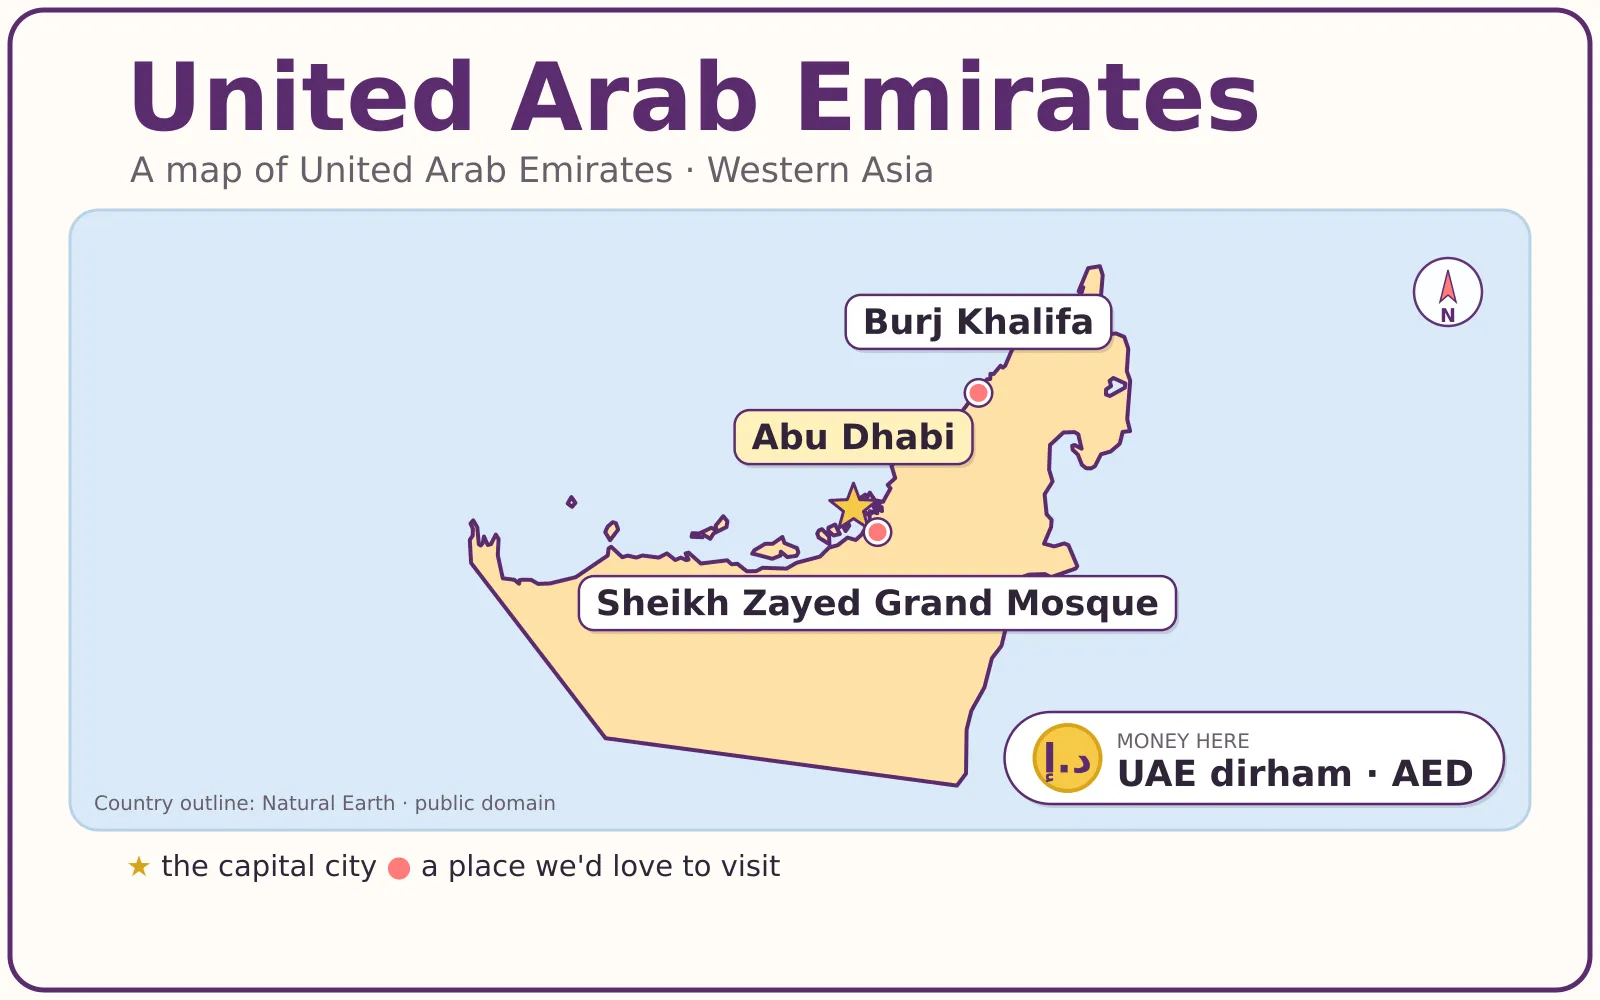 United Arab Emirates
A map of United Arab Emirates · Western Asia
N
Burj Khalifa
Abu Dhabi
Sheikh Zayed Grand Mosque
MONEY HERE
د.إ
UAE dirham · AED
Country outline: Natural Earth · public domain
★ the capital city ● a place we'd love to visit